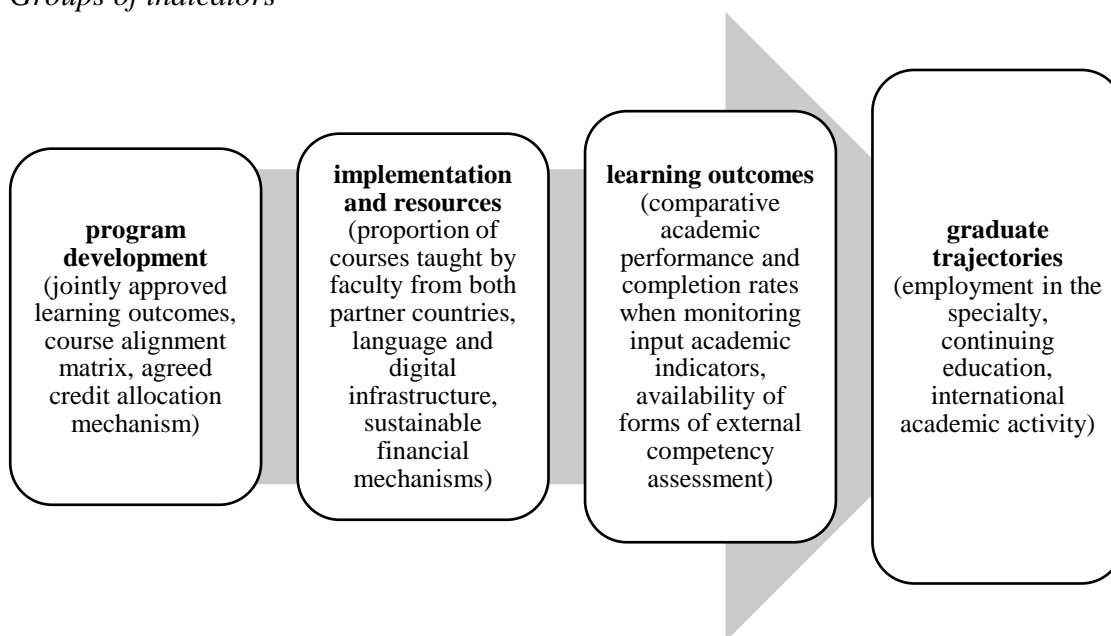 Groups of indicators
program
development
(jointly approved
learning outcomes,
course alignment
matrix, agreed
credit allocation
mechanism)
implementation
and resources
(proportion of
courses taught by
faculty from both
partner countries,
language and
digital
infrastructure,
sustainable
financial
mechanisms)
learning outcomes
(comparative
academic
performance and
completion rates
when monitoring
input academic
indicators,
availability of
forms of external
competency
assessment)
graduate
trajectories
(employment in the
specialty,
continuing
education,
international
academic activity)